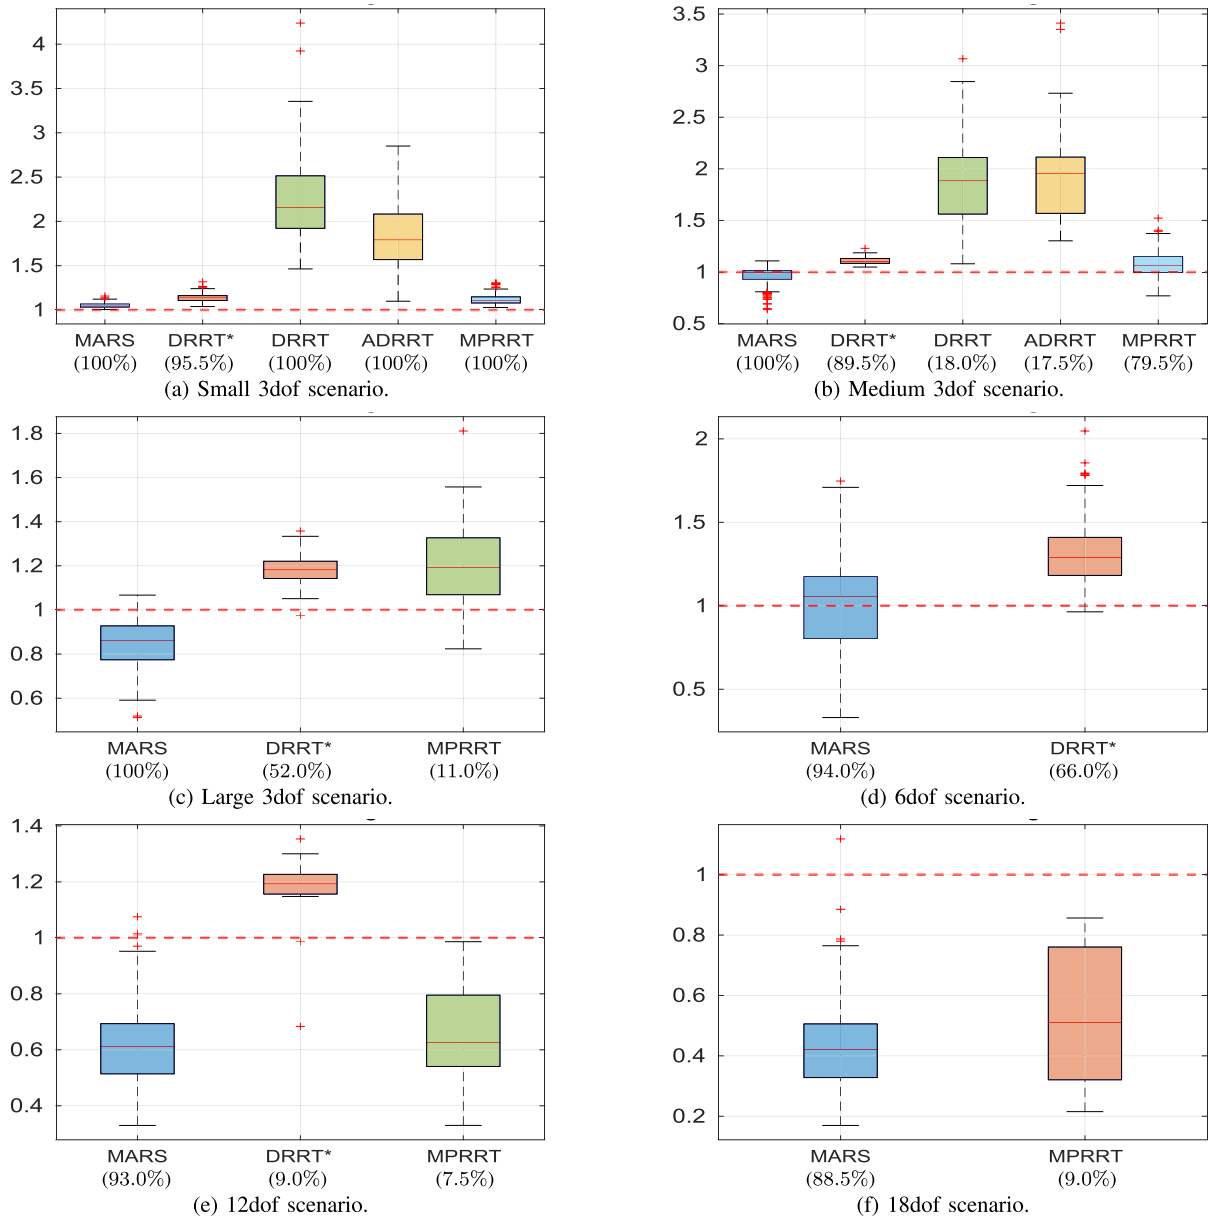 4
3.5
3
2.5
2
1.5
1
MARS DRRT* DRRT ADRRT MPRRT
(100%) (95.5%) (100%) (100%) (100%)
(a) Small 3dof scenario.
3.5
3
2.5
2
1.5
1
0.5
MARS DRRT* DRRT ADRRT MPRRT
(100%) (89.5%) (18.0%) (17.5%) (79.5%)
(b) Medium 3dof scenario.
1.8
1.6
1.4
1.2
1
0.8
0.6
MARS DRRT* MPRRT
(100%) (52.0%) (11.0%)
(c) Large 3dof scenario.
2
1.5
1
0.5
MARS DRRT*
(94.0%) (66.0%)
(d) 6dof scenario.
1.4
1.2
1
0.8
0.6
0.4
MARS DRRT* MPRRT
(93.0%) (9.0%) (7.5%)
(e) 12dof scenario.
1
0.8
0.6
0.4
0.2
MARS MPRRT
(88.5%) (9.0%)
(f) 18dof scenario.